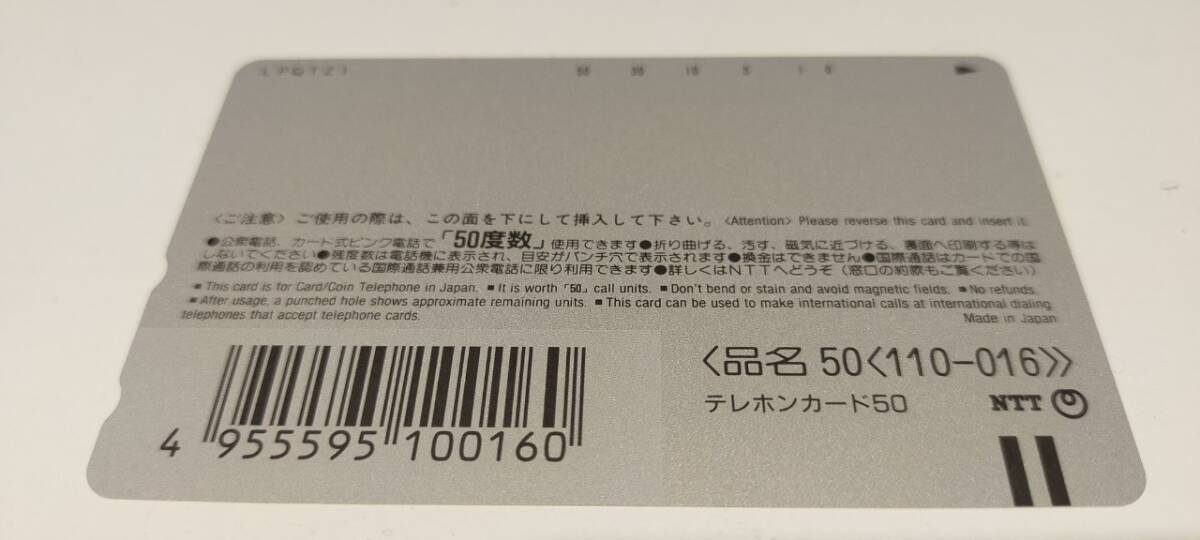 50 30 10 5 1 0
〈ご注意〉ご使用の際は、この面を下にして挿入して下さい。〈Attention〉Please reverse this card and insert it.
●公衆電話、カード式ピンク電話で「50度数」使用できます●折り曲げる、汚す、磁気に近づける、裏面へ印刷する等は
しないでください●残度数は電話機に表示され、目安がパンチ穴で表示されます●換金はできません●国際通話はカードでの国
際通話の利用を認めている国際通話兼用公衆電話に限り利用できます●詳しくはNTTへどうぞ（窓口の約款もご覧ください）
■This card is for Card/Coin Telephone in Japan. ■It is worth「50」call units. ■Don't bend or stain and avoid magnetic fields. ■No refunds.
■After usage, a punched hole shows approximate remaining units. ■This card can be used to make international calls at international dialing
telephones that accept telephone cards. Made in Japan
〈品名 50〈110-016〉〉
テレホンカード50 NTT
4 955595 100160